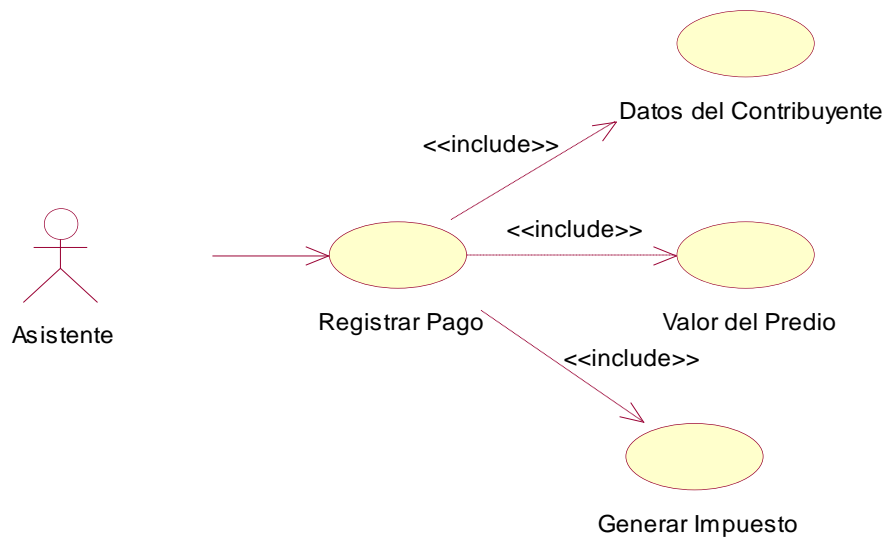 Datos del Contribuyente
<<include>>
<<include>>
Asistente
Registrar Pago
Valor del Predio
<<include>>
Generar Impuesto